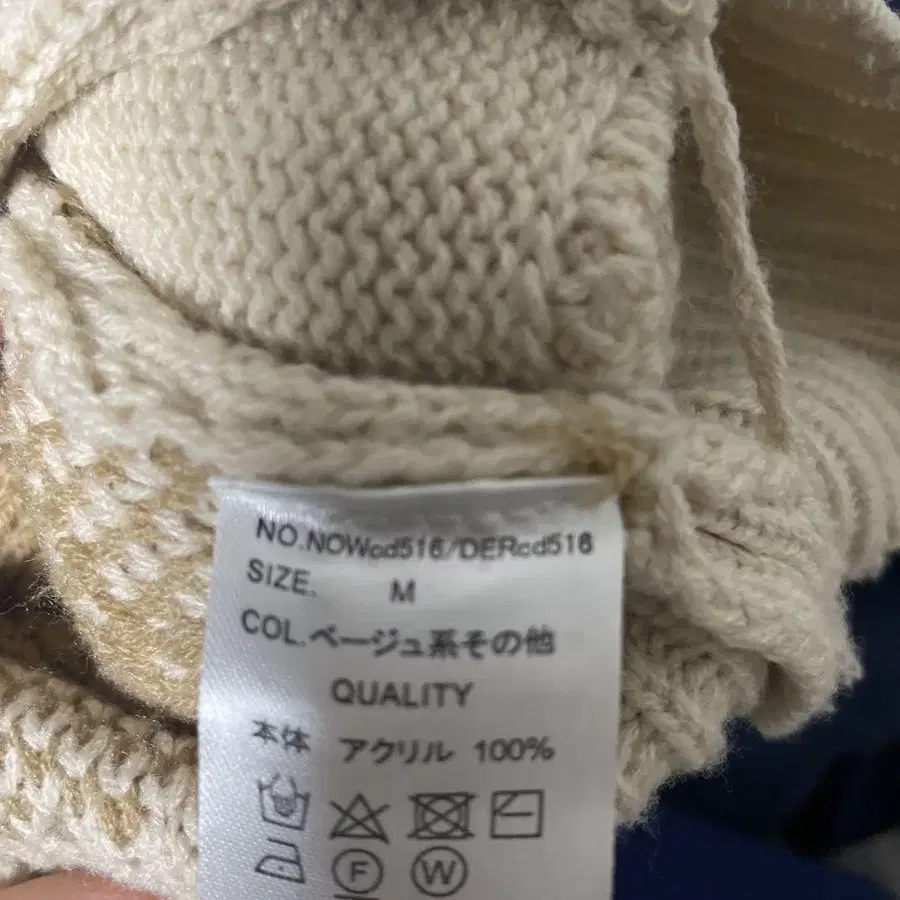 NO.NOWcd516/DERcd516
SIZE. M
COL.ベージュ系その他
QUALITY
本体 アクリル 100%
F W